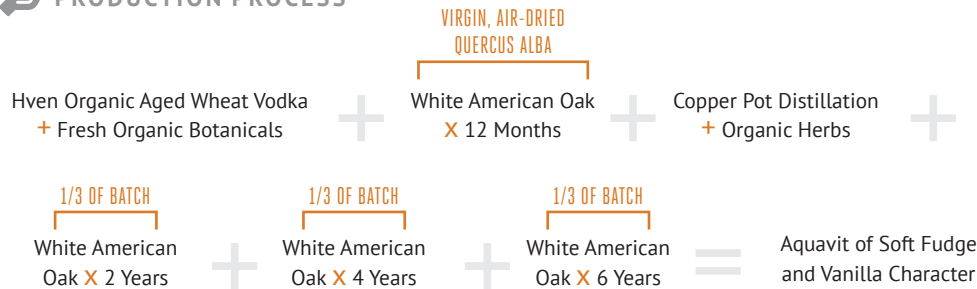 PRODUCTION PROCESS
VIRGIN, AIR-DRIED
QUERCUS ALBA
Hven Organic Aged Wheat Vodka
+ Fresh Organic Botanicals
+
White American Oak
X 12 Months
+
Copper Pot Distillation
+ Organic Herbs
+
1/3 OF BATCH
White American
Oak X 2 Years
+
1/3 OF BATCH
White American
Oak X 4 Years
+
1/3 OF BATCH
White American
Oak X 6 Years
=
Aquavit of Soft Fudge
and Vanilla Character